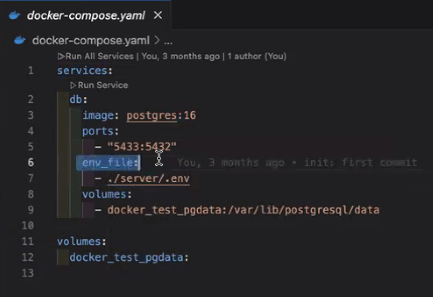 docker-compose.yaml
docker-compose.yaml > ...
Run All Services | You, 3 months ago | 1 author (You)
1 services:
Run Service
2 db:
3 image: postgres:16
4 ports:
5 - "5433:5432"
6 env_file: You, 3 months ago • init: first commit
7 - ./server/.env
8 volumes:
9 - docker_test_pgdata:/var/lib/postgresql/data
10
11 volumes:
12 docker_test_pgdata:
13